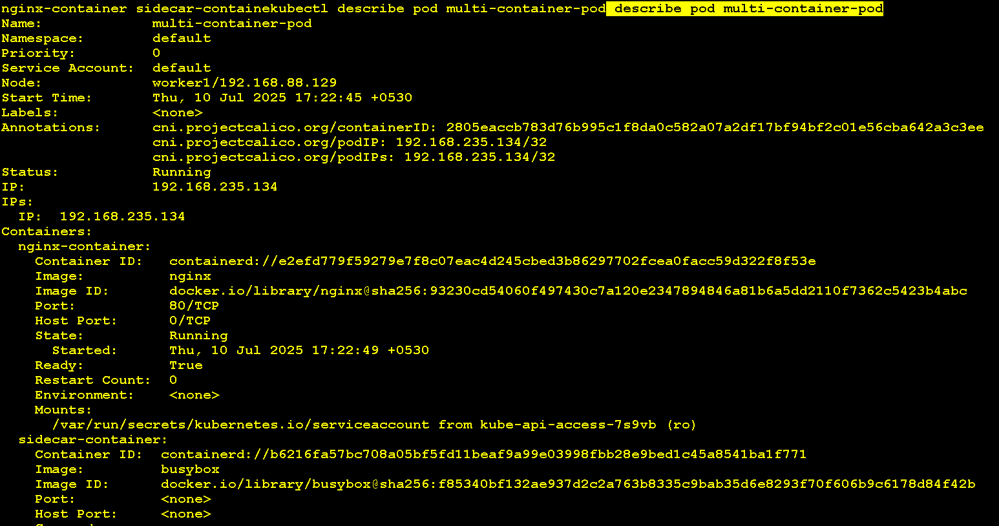 nginx-container sidecar-containekubectl describe pod multi-container-pod describe pod multi-container-pod
Name:             multi-container-pod
Namespace:        default
Priority:         0
Service Account:  default
Node:             worker1/192.168.88.129
Start Time:       Thu, 10 Jul 2025 17:22:45 +0530
Labels:           <none>
Annotations:      cni.projectcalico.org/containerID: 2805eaccb783d76b995c1f8da0c582a07a2df17bf94bf2c01e56cba642a3c3ee
                  cni.projectcalico.org/podIP: 192.168.235.134/32
                  cni.projectcalico.org/podIPs: 192.168.235.134/32
Status:           Running
IP:               192.168.235.134
IPs:
  IP:  192.168.235.134
Containers:
  nginx-container:
    Container ID:   containerd://e2efd779f59279e7f8c07eac4d245cbed3b86297702fcea0facc59d322f8f53e
    Image:          nginx
    Image ID:       docker.io/library/nginx@sha256:93230cd54060f497430c7a120e2347894846a81b6a5dd2110f7362c5423b4abc
    Port:           80/TCP
    Host Port:      0/TCP
    State:          Running
      Started:      Thu, 10 Jul 2025 17:22:49 +0530
    Ready:          True
    Restart Count:  0
    Environment:    <none>
    Mounts:
      /var/run/secrets/kubernetes.io/serviceaccount from kube-api-access-7s9vb (ro)
  sidecar-container:
    Container ID:  containerd://b6216fa57bc708a05bf5fd11beaf9a99e03998fbb28e9bed1c45a8541ba1f771
    Image:         busybox
    Image ID:      docker.io/library/busybox@sha256:f85340bf132ae937d2c2a763b8335c9bab35d6e8293f70f606b9c6178d84f42b
    Port:          <none>
    Host Port:     <none>